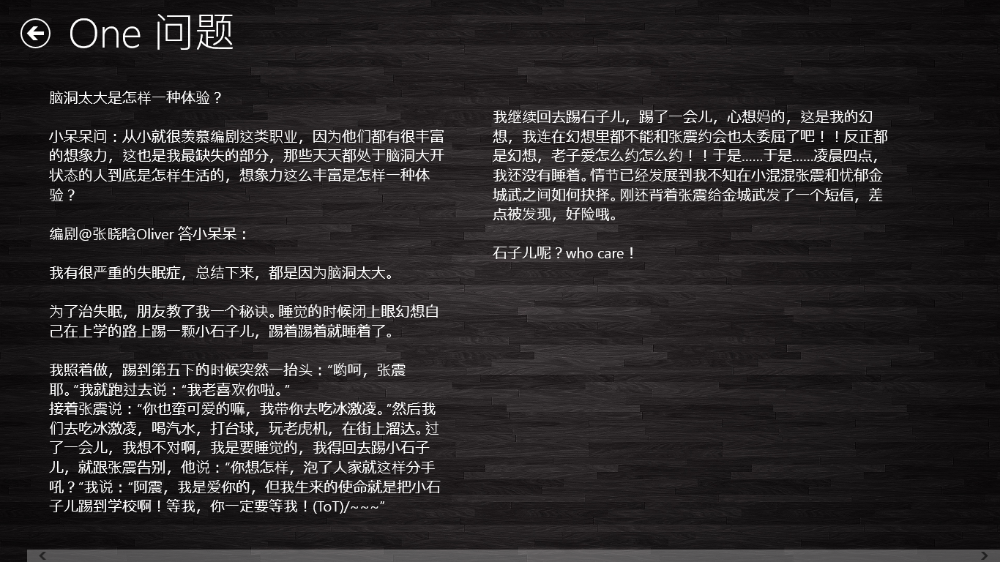 One 问题
脑洞太大是怎样一种体验？
小呆呆问：从小就很羡慕编剧这类职业，因为他们都有很丰富
的想象力，这也是我最缺失的部分，那些天天都处于脑洞大开
状态的人到底是怎样生活的，想象力这么丰富是怎样一种体
验？
编剧@张晓晗Oliver 答小呆呆：
我有很严重的失眠症，总结下来，都是因为脑洞太大。
为了治失眠，朋友教了我一个秘诀。睡觉的时候闭上眼幻想自
己在上学的路上踢一颗小石子儿，踢着踢着就睡着了。
我照着做，踢到第五下的时候突然一抬头：“哟呵，张震
耶。”我就跑过去说：“我老喜欢你啦。”
接着张震说：“你也蛮可爱的嘛，我带你去吃冰激凌。”然后我
们去吃冰激凌，喝汽水，打台球，玩老虎机，在街上溜达。过
了一会儿，我想不对啊，我是要睡觉的，我得回去踢小石子
儿，就跟张震告别，他说：“你想怎样，泡了人家就这样分手
吼？”我说：“阿震，我是爱你的，但我生来的使命就是把小石
子儿踢到学校啊！等我，你一定要等我！(ToT)/~~~”
我继续回去踢石子儿，踢了一会儿，心想妈的，这是我的幻
想，我连在幻想里都不能和张震约会也太委屈了吧！！反正都
是幻想，老子爱怎么约怎么约！！于是......于是......凌晨四点，
我还没有睡着。情节已经发展到我不知在小混混张震和忧郁金
城武之间如何抉择。刚还背着张震给金城武发了一个短信，差
点被发现，好险哦。
石子儿呢？who care！